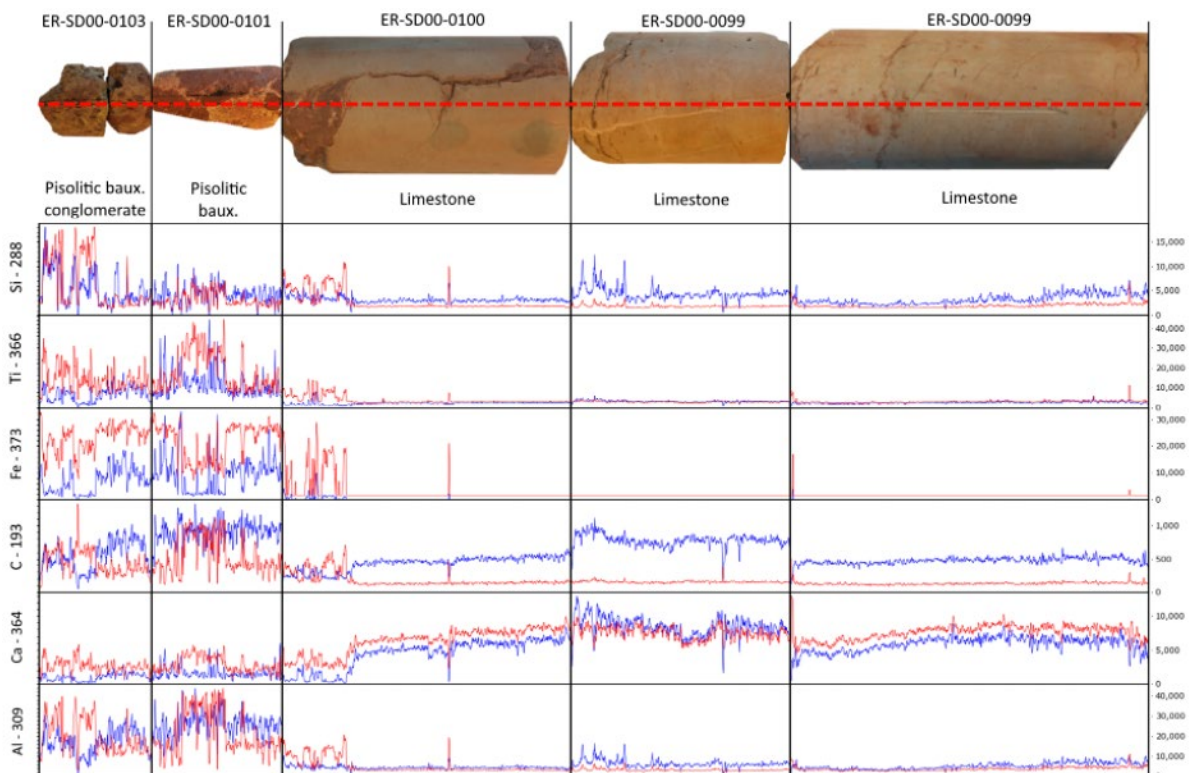 ER-SD00-0103 ER-SD00-0101 ER-SD00-0100 ER-SD00-0099 ER-SD00-0099
Pisolitic baux.
conglomerate
Pisolitic
baux.
Limestone
Limestone
Limestone
Si - 288
15,000
10,000
5,000
0
Ti - 366
40,000
30,000
20,000
10,000
0
Fe - 373
30,000
20,000
10,000
0
C - 193
1,000
500
0
Ca - 364
10,000
5,000
0
Al - 309
40,000
30,000
20,000
10,000